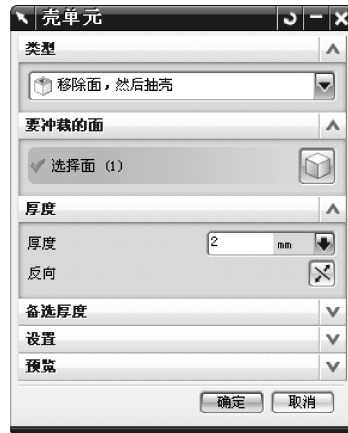 壳单元
类型
移除面，然后抽壳
要冲裁的面
选择面 (1)
厚度
厚度 2 mm
反向
备选厚度
设置
预览
确定 取消